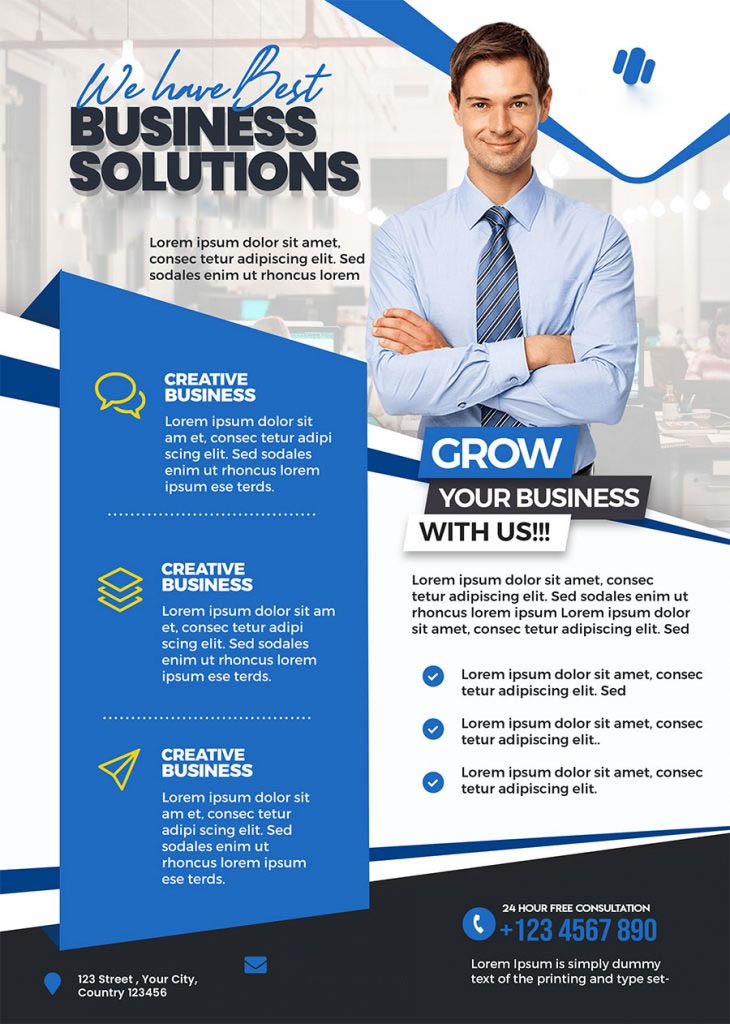 We have Best
BUSINESS
SOLUTIONS
Lorem ipsum dolor sit amet,
consec tetur adipiscing elit. Sed
sodales enim ut rhoncus lorem
CREATIVE
BUSINESS
Lorem ipsum dolor sit
am et, consec tetur adipi
scing elit. Sed sodales
enim ut rhoncus lorem
ipsum ese terds.
CREATIVE
BUSINESS
Lorem ipsum dolor sit am
et, consec tetur adipi
scing elit. Sed sodales
enim ut rhoncus lorem
ipsum ese terds.
CREATIVE
BUSINESS
Lorem ipsum dolor sit
am et, consec tetur
adipi scing elit. Sed
sodales enim ut
rhoncus lorem ipsum
ese terds.
GROW
YOUR BUSINESS
WITH US!!!
Lorem ipsum dolor sit amet, consec tetur
adipiscing elit. Sed sodales enim ut
rhoncus lorem ipsum Lorem ipsum dolor
sit amet, consec tetur adipiscing elit. Sed
Lorem ipsum dolor sit amet, consec
tetur adipiscing elit. Sed
Lorem ipsum dolor sit amet, consec
tetur adipiscing elit..
Lorem ipsum dolor sit amet, consec
tetur adipiscing elit.
24 HOUR FREE CONSULTATION
+123 4567 890
Lorem Ipsum is simply dummy
text of the printing and type set-
123 Street , Your City,
Country 123456